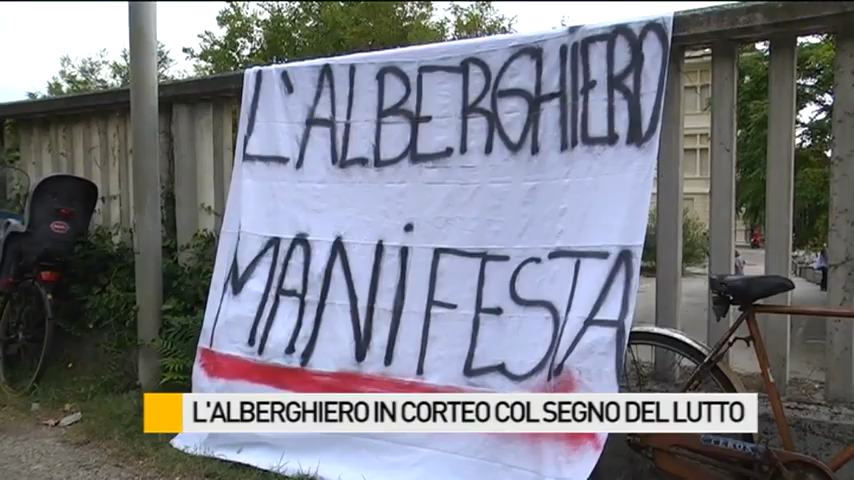 L'ALBERGHiERO
MANiFESTA
L'ALBERGHIERO IN CORTEO COL SEGNO DEL LUTTO